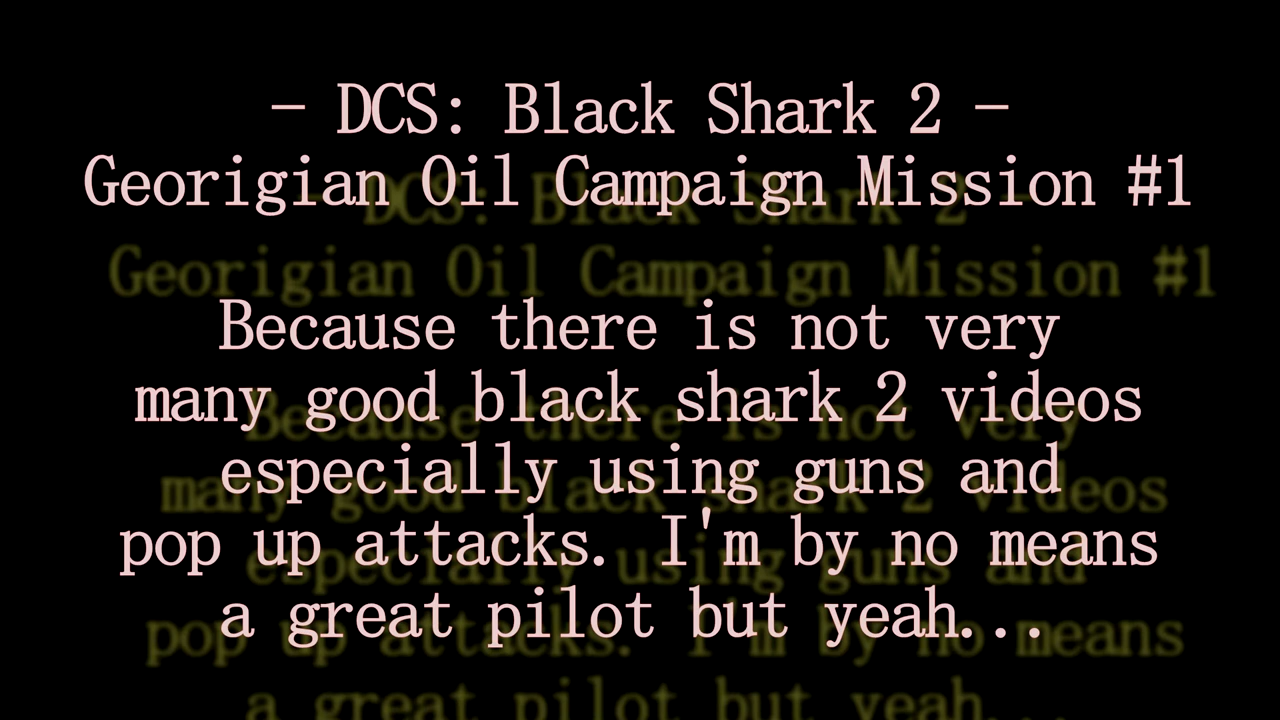 - DCS: Black Shark 2 -
Georigian Oil Campaign Mission #1
Because there is not very
many good black shark 2 videos
especially using guns and
pop up attacks. I'm by no means
a great pilot but yeah...